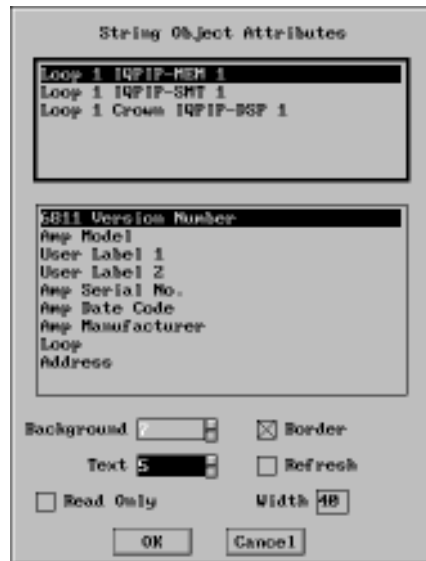 String Object Attributes
Loop 1 IQPIP-MEM 1
Loop 1 IQPIP-SMT 1
Loop 1 Crown IQPIP-DSP 1
6811 Version Number
Amp Model
User Label 1
User Label 2
Amp Serial No.
Amp Date Code
Amp Manufacturer
Loop
Address
Background 7
Border
Text 5
Refresh
Read Only
Width 40
OK
Cancel